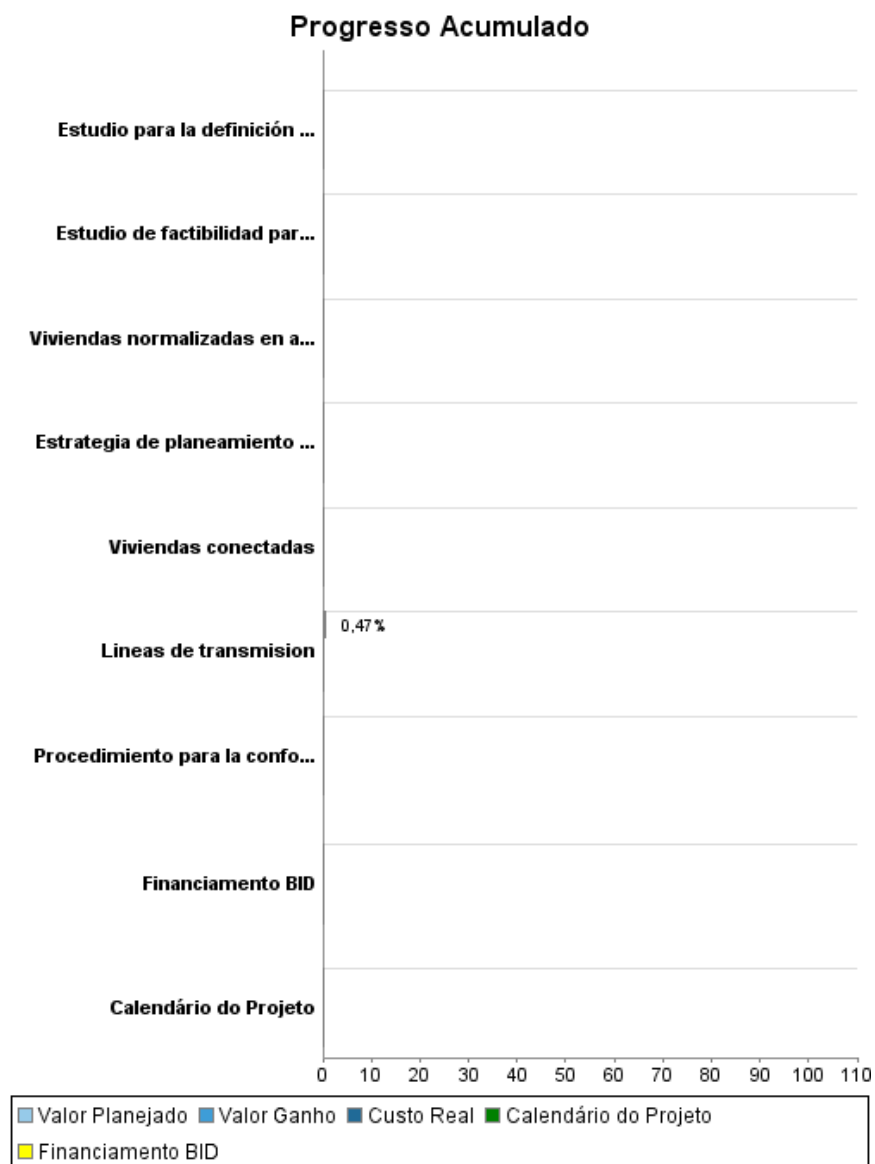 Progresso Acumulado
Estudio para la definición ...
Estudio de factibilidad par...
Viviendas normalizadas en a...
Estrategia de planeamiento ...
Viviendas conectadas
0,47%
Lineas de transmision
Procedimiento para la confo...
Financiamento BID
Calendário do Projeto
0 10 20 30 40 50 60 70 80 90 100 110
Valor Planejado Valor Ganho Custo Real Calendário do Projeto
Financiamento BID